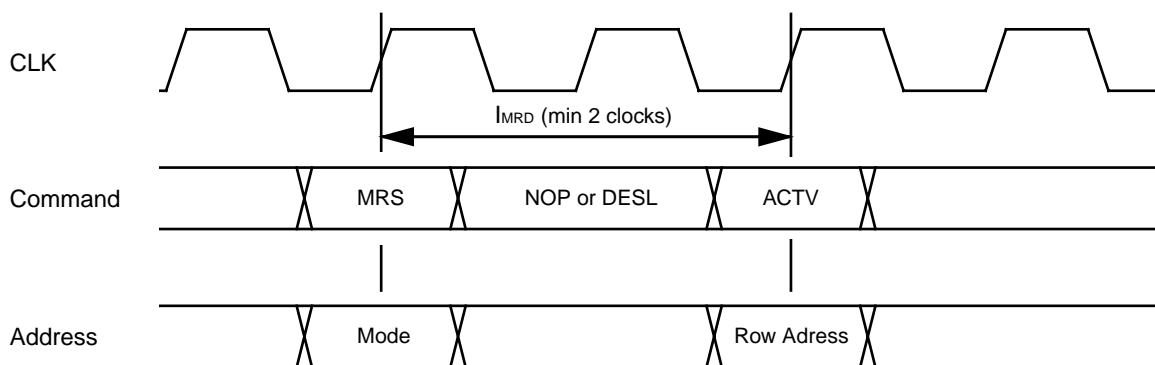 CLK
IMRD (min 2 clocks)
Command
MRS
NOP or DESL
ACTV
Address
Mode
Row Adress